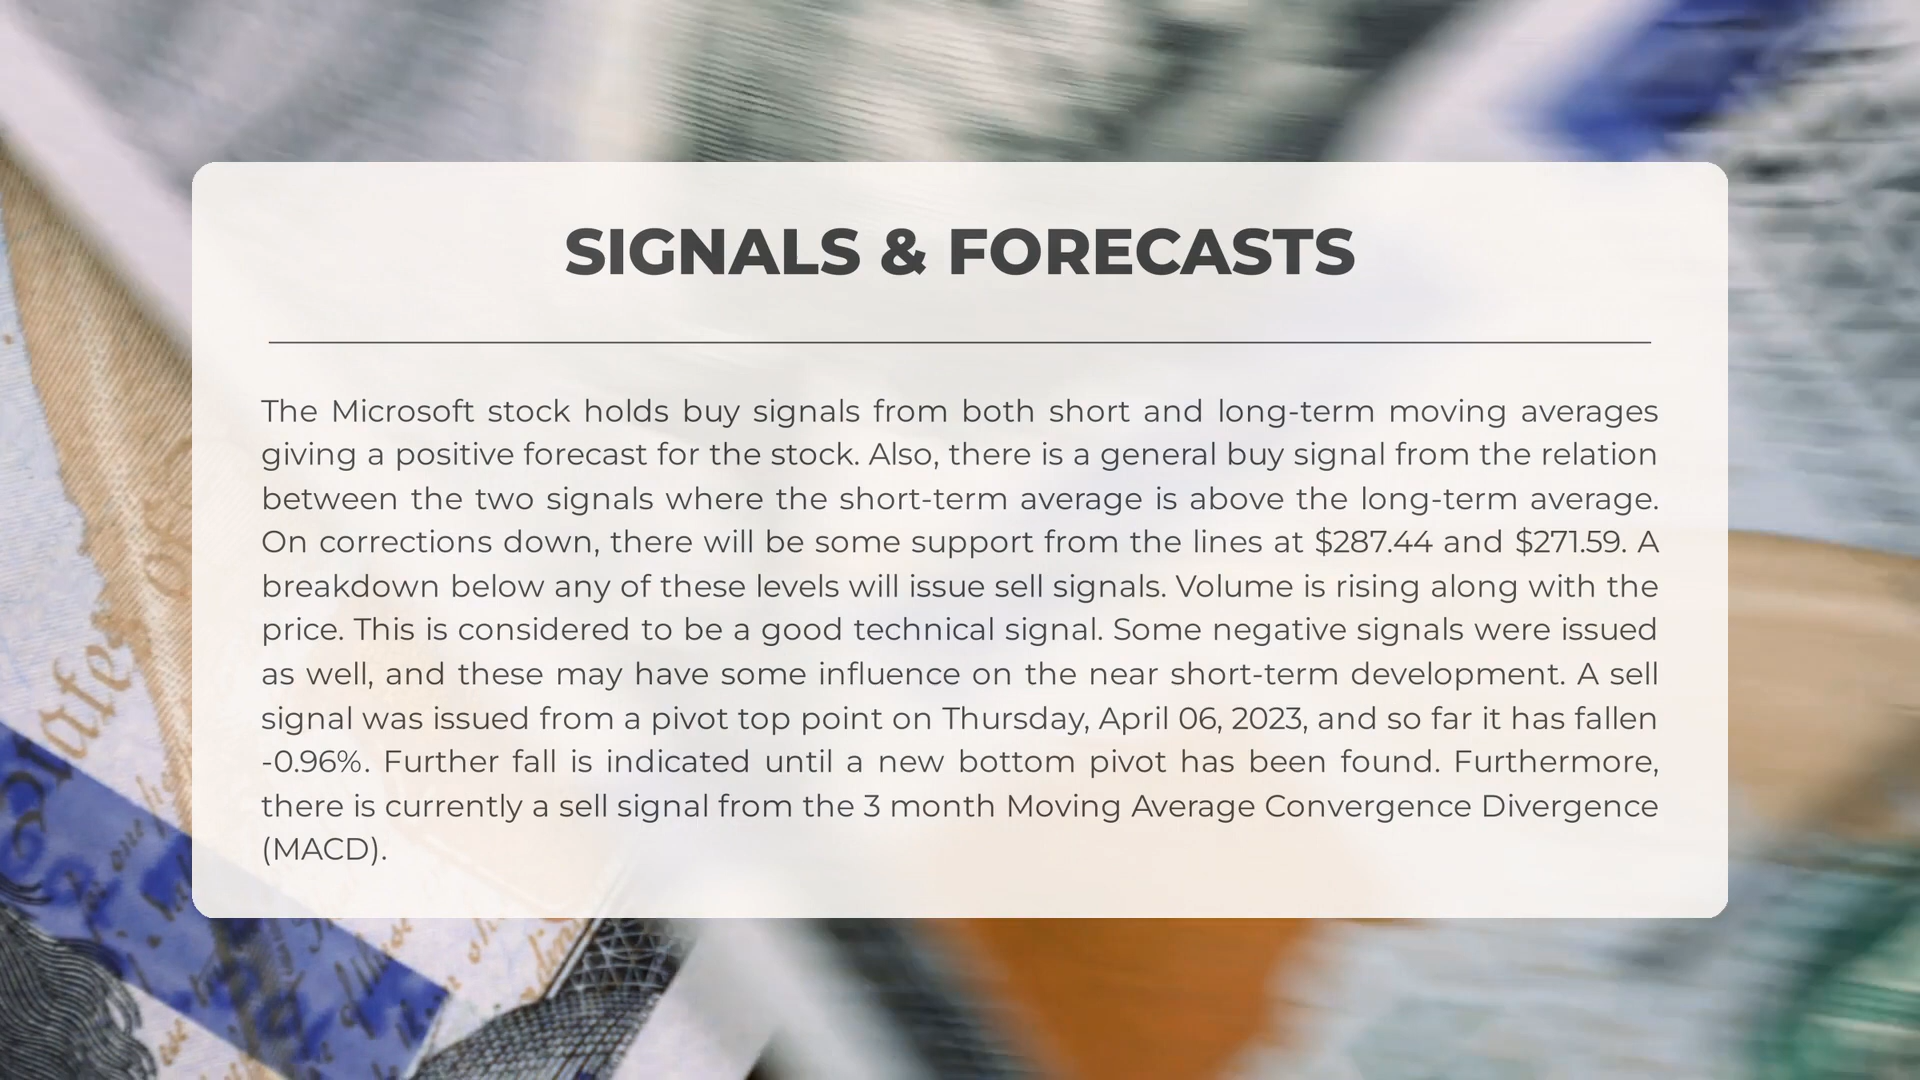 SIGNALS & FORECASTS
The Microsoft stock holds buy signals from both short and long-term moving averages
giving a positive forecast for the stock. Also, there is a general buy signal from the relation
between the two signals where the short-term average is above the long-term average.
On corrections down, there will be some support from the lines at $287.44 and $271.59. A
breakdown below any of these levels will issue sell signals. Volume is rising along with the
price. This is considered to be a good technical signal. Some negative signals were issued
as well, and these may have some influence on the near short-term development. A sell
signal was issued from a pivot top point on Thursday, April 06, 2023, and so far it has fallen
-0.96%. Further fall is indicated until a new bottom pivot has been found. Furthermore,
there is currently a sell signal from the 3 month Moving Average Convergence Divergence
(MACD).